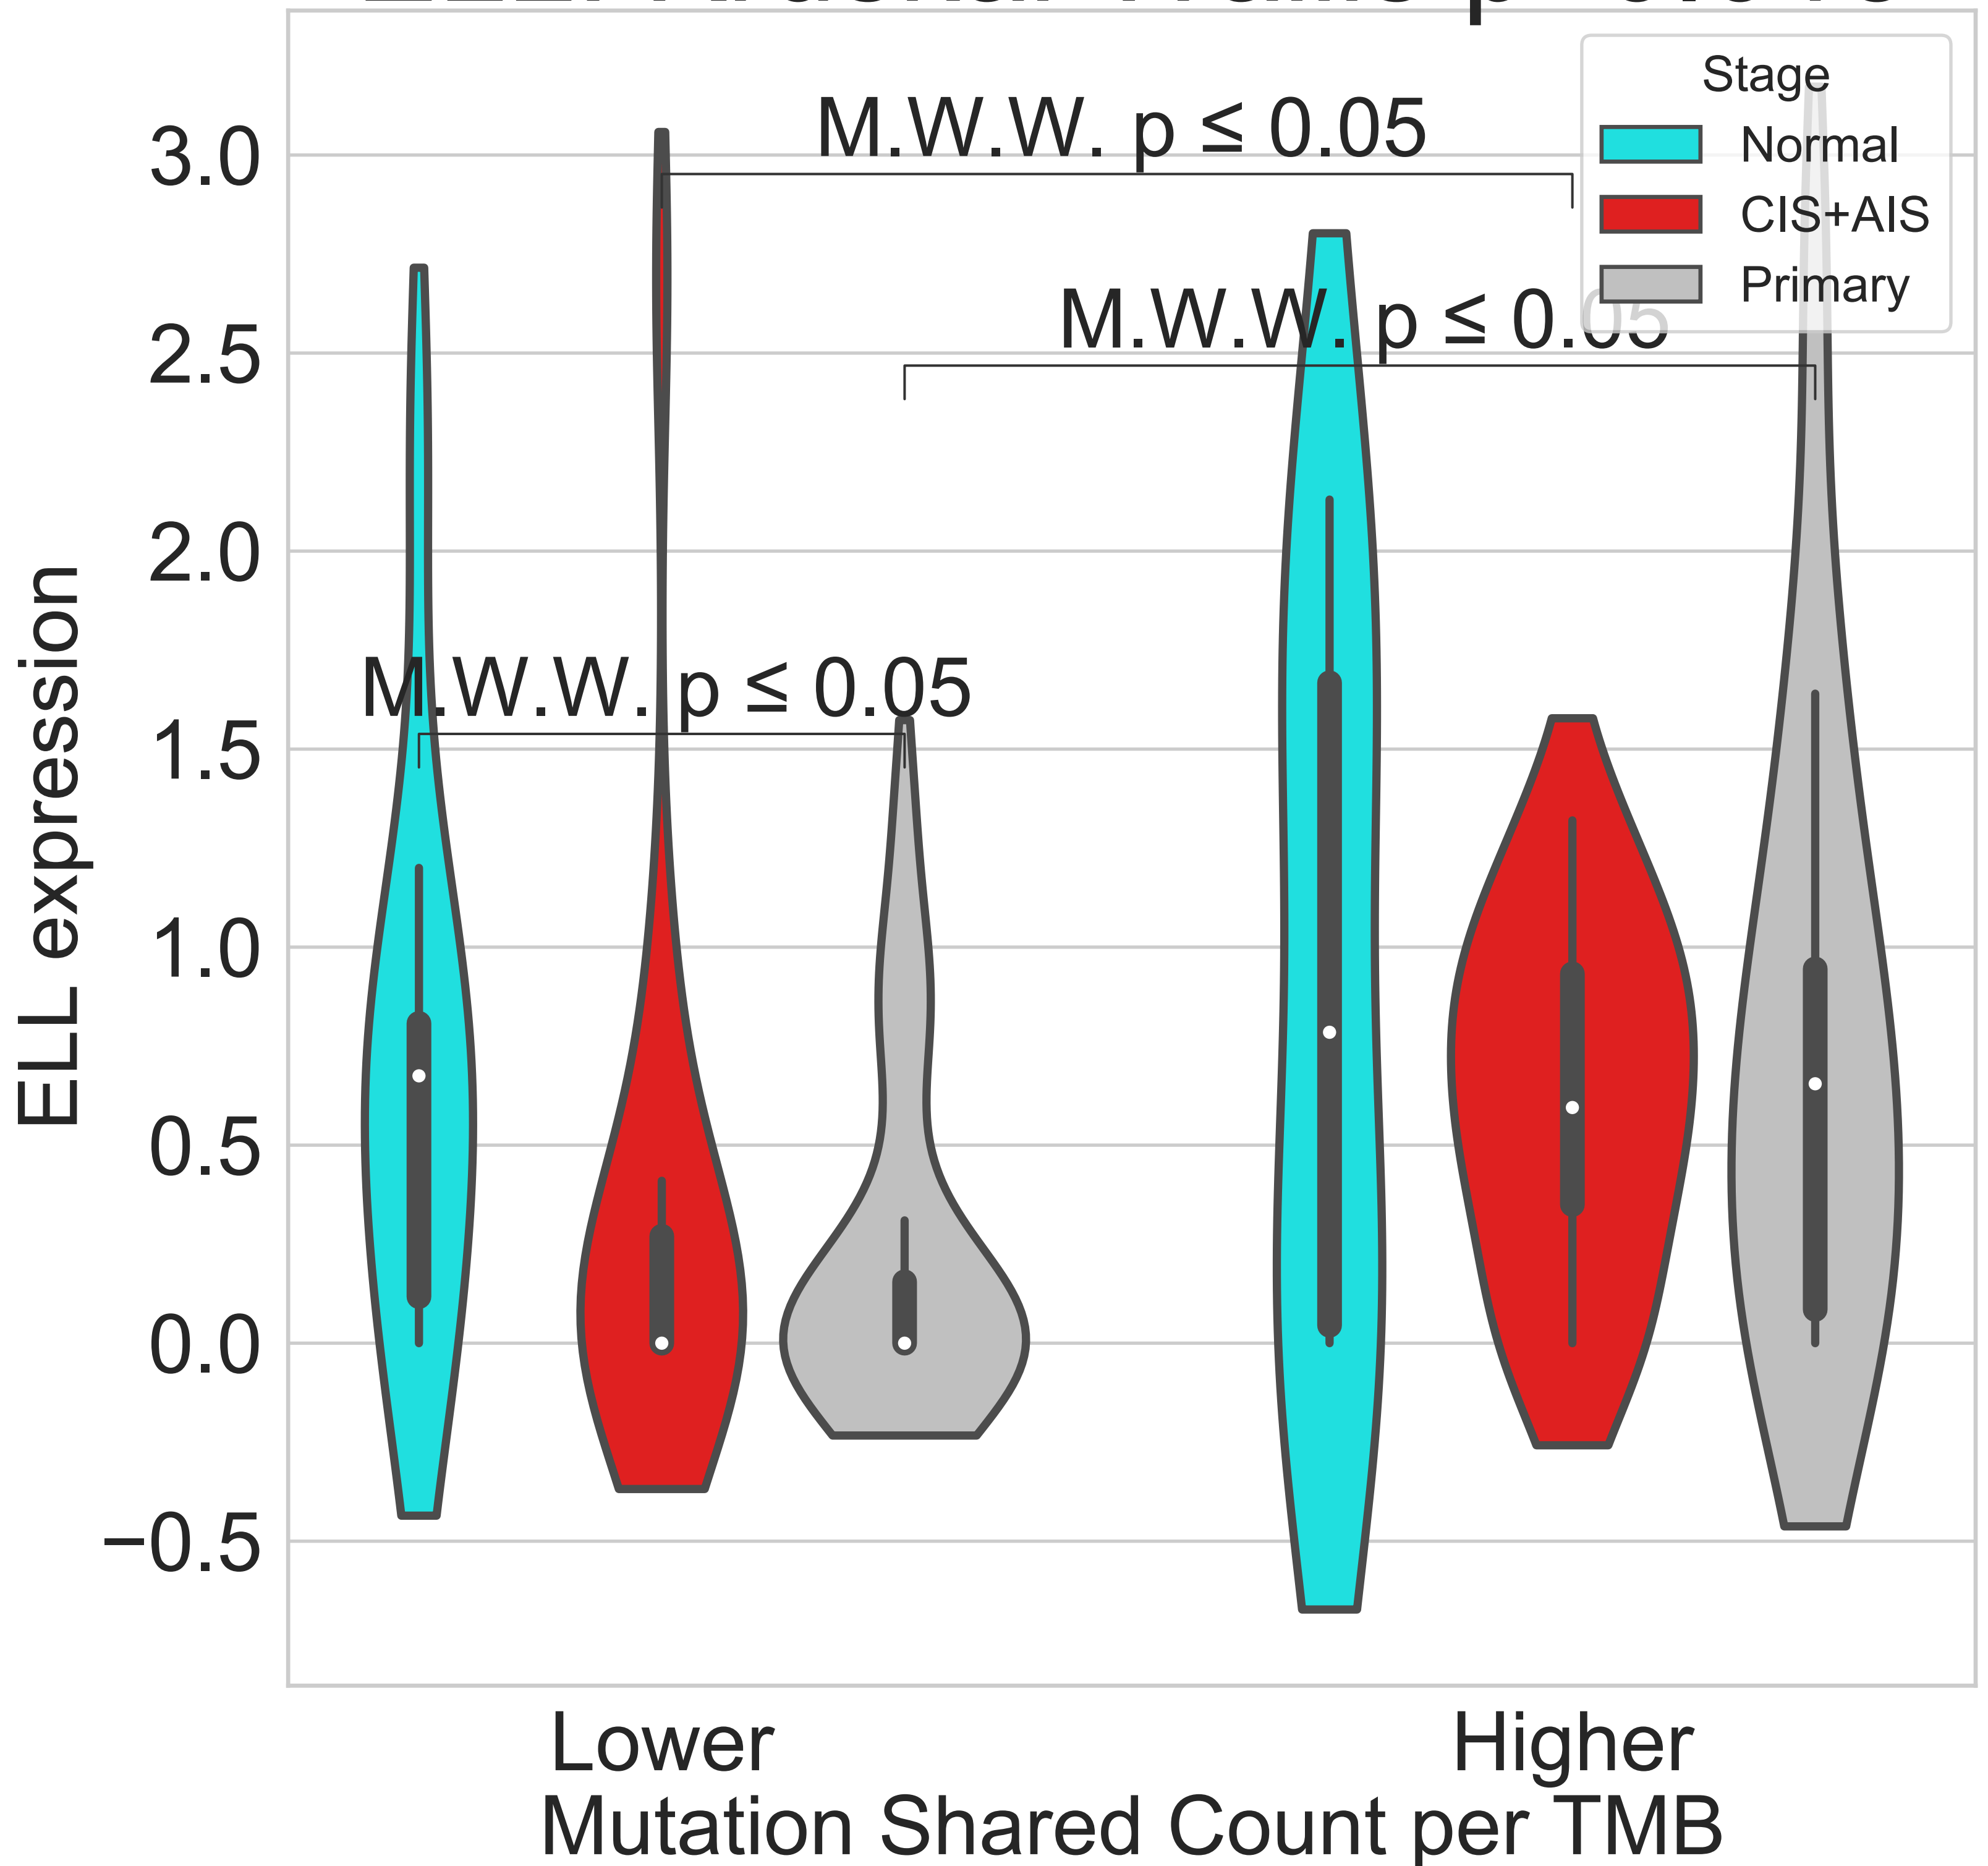 Stage
Normal
CIS+AIS
Primary
M.W.W. p ≤ 0.05
M.W.W. p ≤ 0.05
M.W.W. p ≤ 0.05
3.0
2.5
2.0
1.5
1.0
0.5
0.0
−0.5
ELL expression
Lower
Higher
Mutation Shared Count per TMB